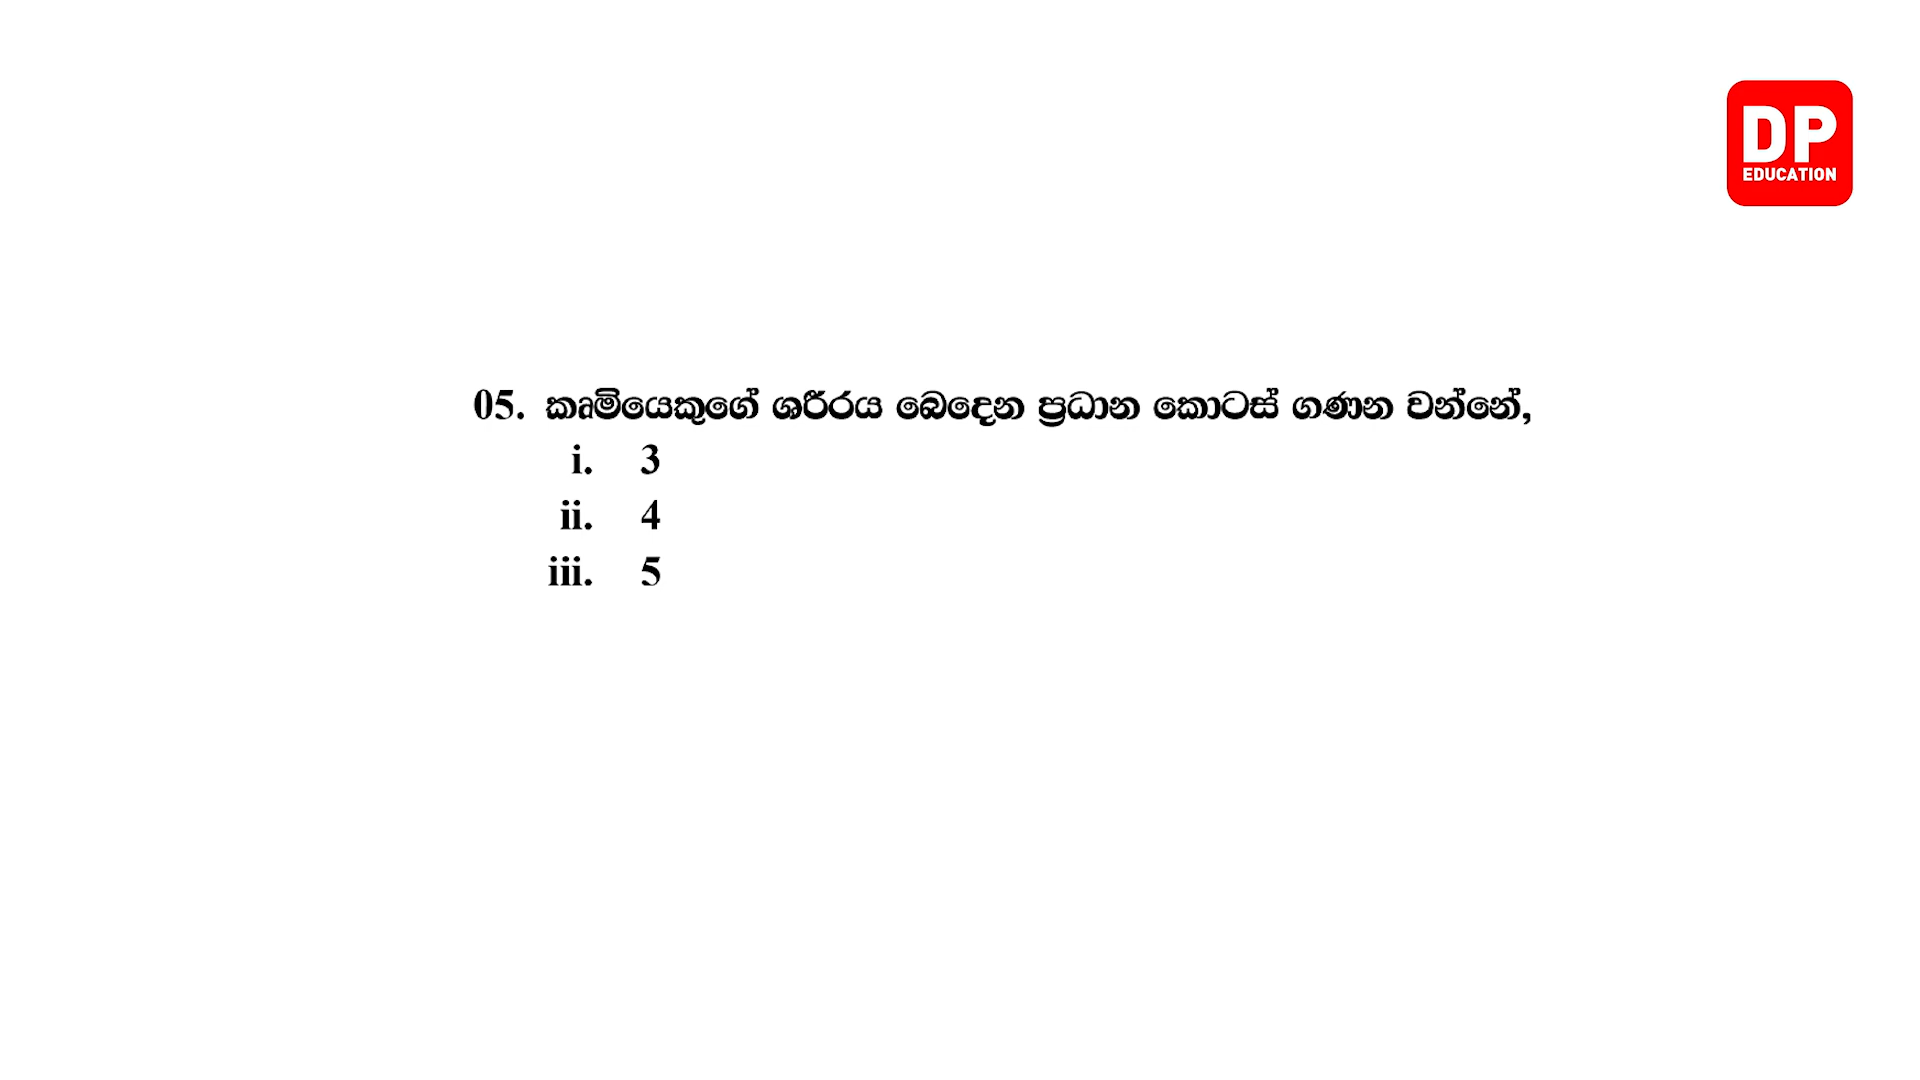 DP
EDUCATION
05. කෘමියෙකුගේ ශරීරය බෙදෙන ප්‍රධාන කොටස් ගණන වන්නේ,
i. 3
ii. 4
iii. 5